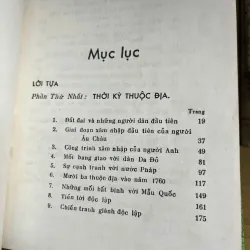 Mục lục
LỜI TỰA
Phần Thứ Nhất: THỜI KỲ THUỘC ĐỊA.
Trang
1. Đất đai và những người dân đầu tiên 19
2. Giai đoạn xâm nhập đầu tiên của người
Âu Châu 37
3. Công trình xâm nhập của người Anh 49
4. Mối bang giao với dân Da Đỏ 81
5. Sự cạnh tranh với nước Pháp 97
6. Mười ba thuộc địa vào năm 1760 117
7. Những mối bất bình với Mẫu Quốc 149
8. Tiến tới độc lập 161
9. Chiến tranh giành độc lập 175